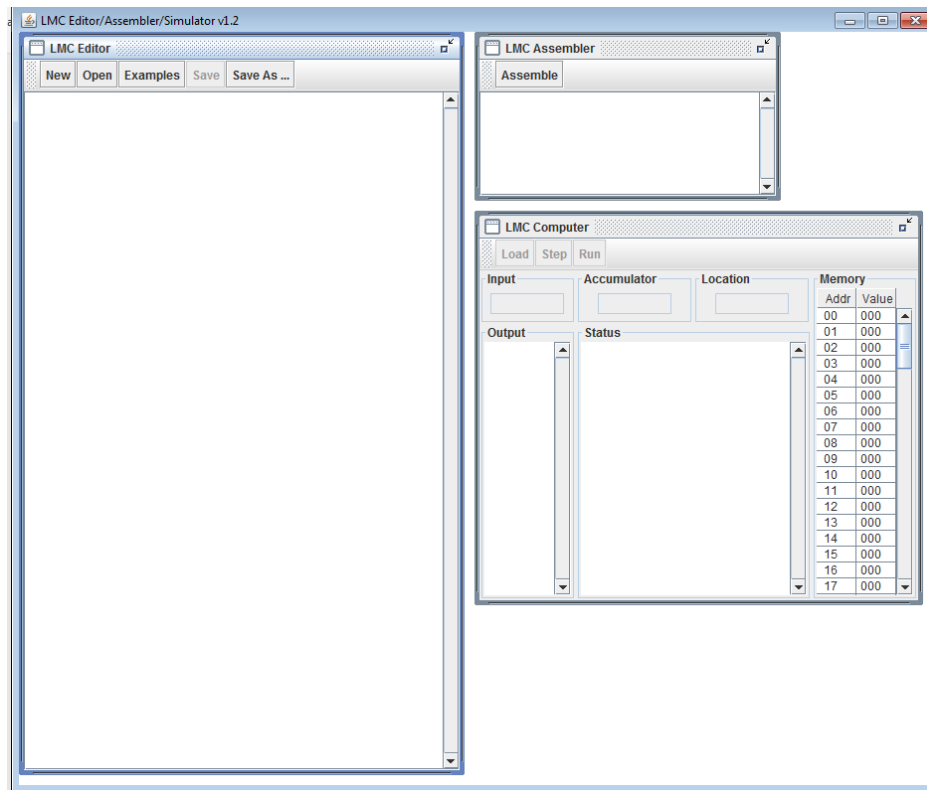 LMC Editor/Assembler/Simulator v1.2
LMC Editor
New Open Examples Save Save As ...
LMC Assembler
Assemble
LMC Computer
Load Step Run
Input Accumulator Location Memory
Addr Value
00 000
01 000
Output Status
02 000
03 000
04 000
05 000
06 000
07 000
08 000
09 000
10 000
11 000
12 000
13 000
14 000
15 000
16 000
17 000